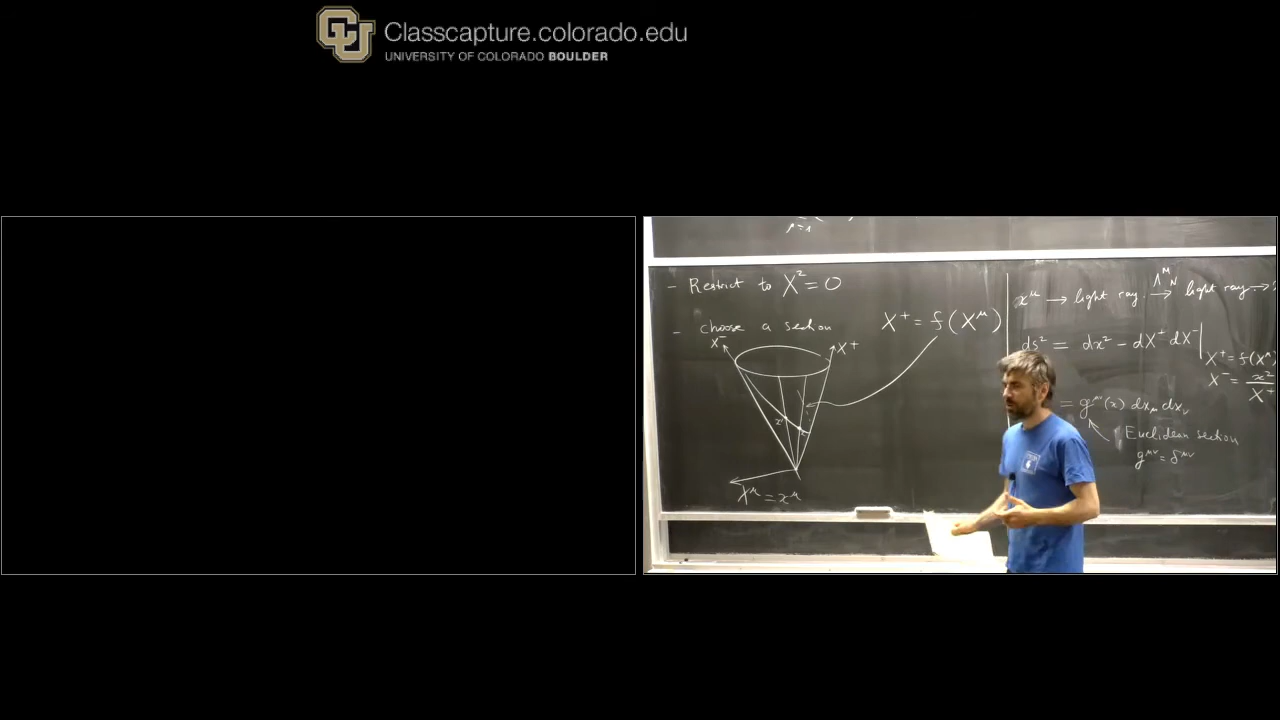 Classcapture.colorado.edu
UNIVERSITY OF COLORADO BOULDER
- Restrict to X² = 0
- choose a section
X⁺ = f(X^μ)
X⁻
X⁺
X^μ = x^μ
x^μ → light ray →Λ^M_N light ray →
ds² = dx² - dX⁺ dX⁻|
X⁺ = f(X^μ)
X⁻ = x²/X⁺
= g^{μν}(x) dx_μ dx_ν
Euclidean section
g^{μν} = δ^{μν}